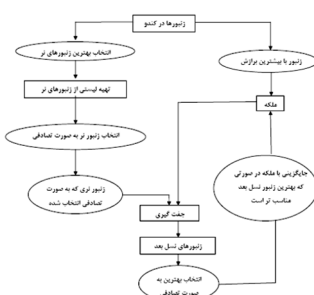 زنبورها در کندو
انتخاب بهترین زنبورهای نر
زنبور با بیشترین برازش
تهیه لیستی از زنبورهای نر
ملکه
انتخاب زنبور نر به صورت تصادفی
جایگزینی با ملکه در صورتی
که بهترین زنبور نسل بعد
مناسب تر است
زنبور نری که به صورت
تصادفی انتخاب شده
جفت گیری
زنبورهای نسل بعد
انتخاب بهترین به
صورت تصادفی